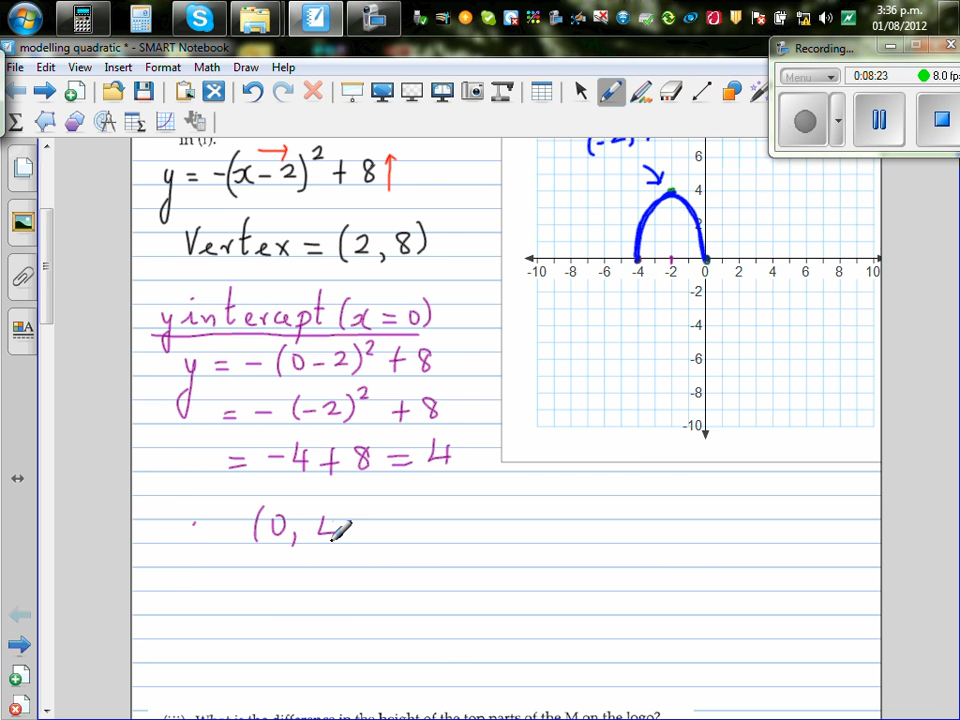 3:36 p.m.
01/08/2012
modelling quadratic * - SMART Notebook
Recording...
File Edit View Insert Format Math Draw Help
Menu 0:08:23 8.0 fps
in (i).
y = -(x - 2)² + 8
Vertex = (2, 8)
y intercept (x = 0)
y = - (0 - 2)² + 8
= - (-2)² + 8
= -4 + 8 = 4
(0, 4
(-2,
6
4
2
-10 -8 -6 -4 -2 0 2 4 6 8 10
-2
-4
-6
-8
-10
(iii) What is the difference in the height of the top parts of the M on the logo?